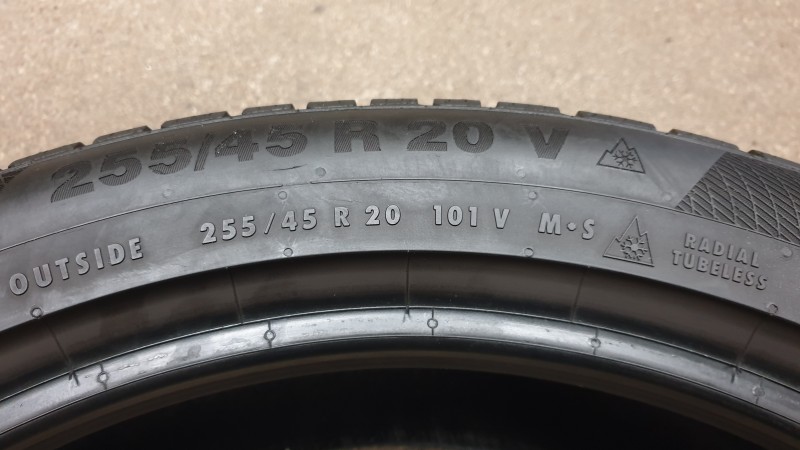 255/45 R 20 V
OUTSIDE 255/45 R 20 101 V M•S RADIAL
TUBELESS